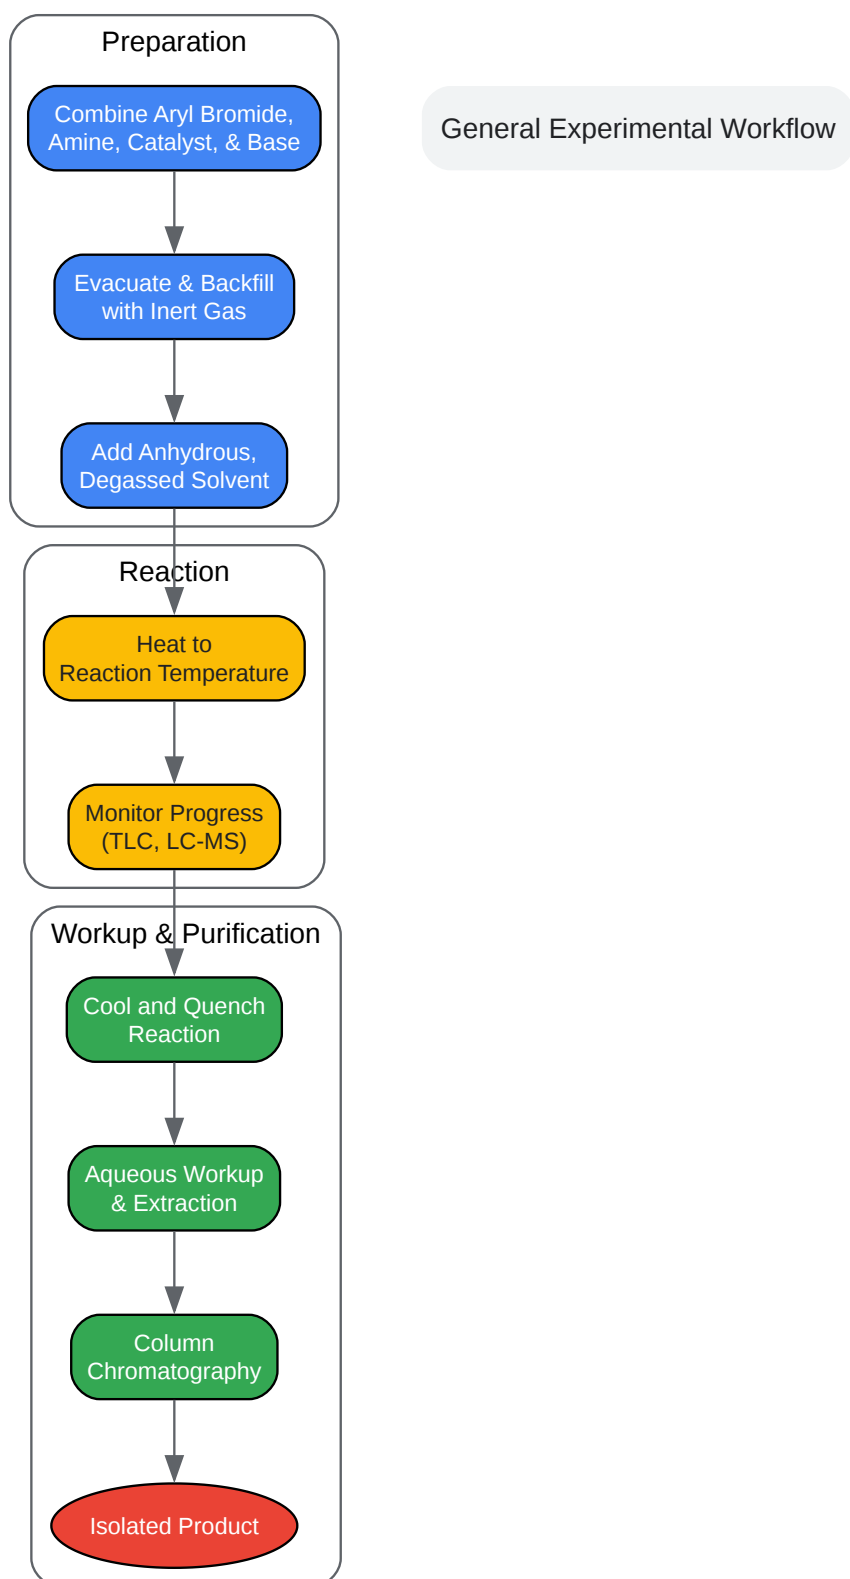 Preparation
Combine Aryl Bromide,
Amine, Catalyst, & Base
General Experimental Workflow
Evacuate & Backfill
with Inert Gas
Add Anhydrous,
Degassed Solvent
Reaction
Heat to
Reaction Temperature
Monitor Progress
(TLC, LC-MS)
Workup & Purification
Cool and Quench
Reaction
Aqueous Workup
& Extraction
Column
Chromatography
Isolated Product